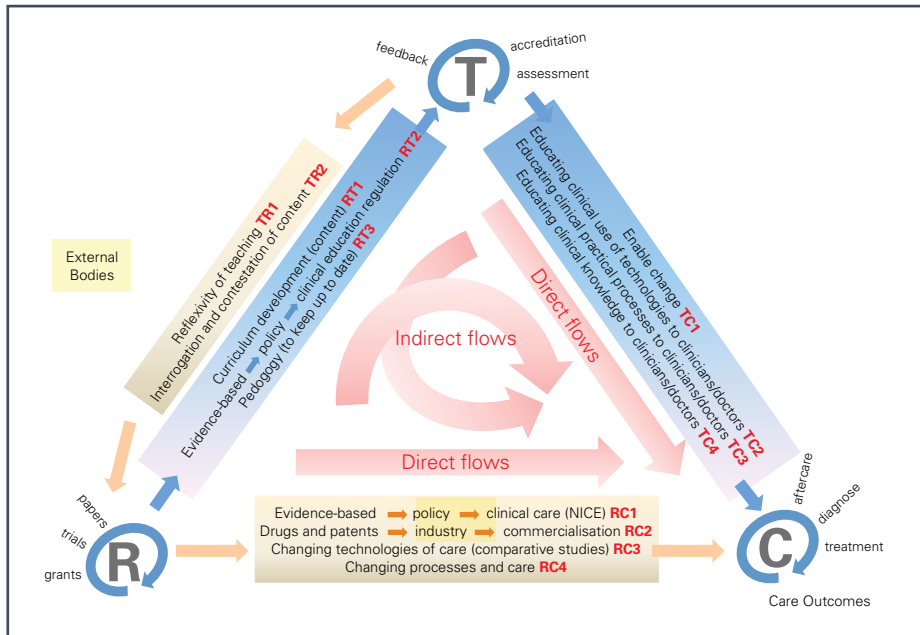 feedback
T
accreditation
assessment
External
Bodies
Reflexivity of teaching TR1
Interrogation and contestation of content TR2
Curriculum development (content) RT1
Evidence-based policy clinical education regulation RT2
Pedogogy (to keep up to date) RT3
Enable change TC1
Educating clinical use of technologies to clinicians/doctors TC2
Educating clinical practical processes to clinicians/doctors TC3
Educating clinical knowledge to clinicians/doctors TC4
Direct flows
Indirect flows
Direct flows
papers
trials
grants
R
Evidence-based policy clinical care (NICE) RC1
Drugs and patents industry commercialisation RC2
Changing technologies of care (comparative studies) RC3
Changing processes and care RC4
aftercare
diagnose
treatment
C
Care Outcomes